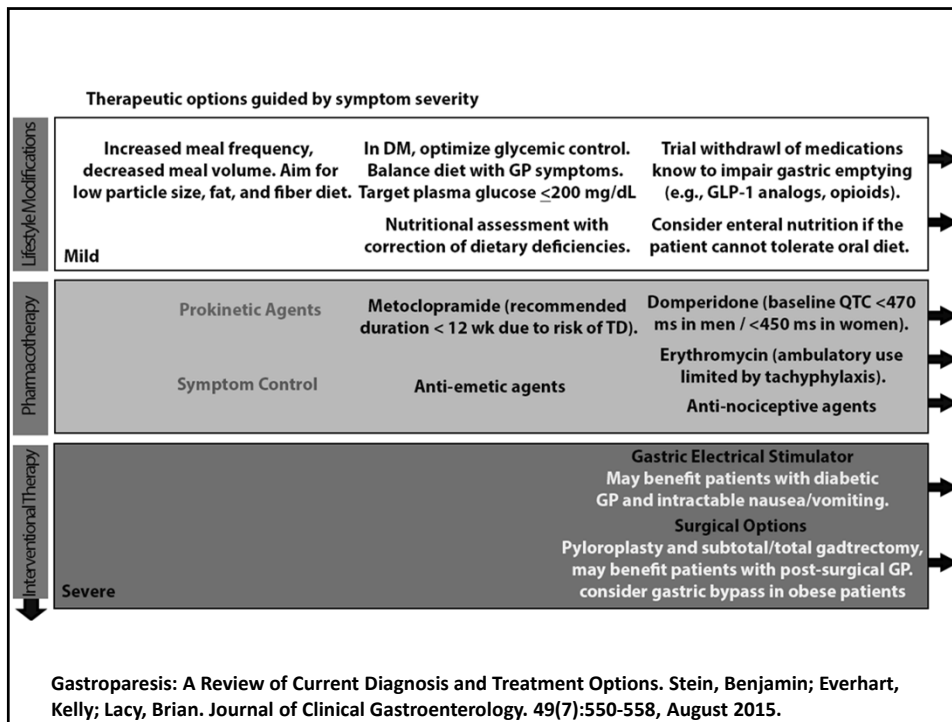 Therapeutic options guided by symptom severity
Lifestyle Modifications
Increased meal frequency,
decreased meal volume. Aim for
low particle size, fat, and fiber diet.
In DM, optimize glycemic control.
Balance diet with GP symptoms.
Target plasma glucose ≤200 mg/dL
Nutritional assessment with
correction of dietary deficiencies.
Trial withdrawl of medications
know to impair gastric emptying
(e.g., GLP-1 analogs, opioids).
Consider enteral nutrition if the
patient cannot tolerate oral diet.
Mild
Pharmacotherapy
Prokinetic Agents
Metoclopramide (recommended
duration < 12 wk due to risk of TD).
Domperidone (baseline QTC <470
ms in men / <450 ms in women).
Erythromycin (ambulatory use
limited by tachyphylaxis).
Symptom Control
Anti-emetic agents
Anti-nociceptive agents
Interventional Therapy
Gastric Electrical Stimulator
May benefit patients with diabetic
GP and intractable nausea/vomiting.
Surgical Options
Pyloroplasty and subtotal/total gadtrectomy,
may benefit patients with post-surgical GP.
consider gastric bypass in obese patients
Severe
Gastroparesis: A Review of Current Diagnosis and Treatment Options. Stein, Benjamin; Everhart,
Kelly; Lacy, Brian. Journal of Clinical Gastroenterology. 49(7):550-558, August 2015.